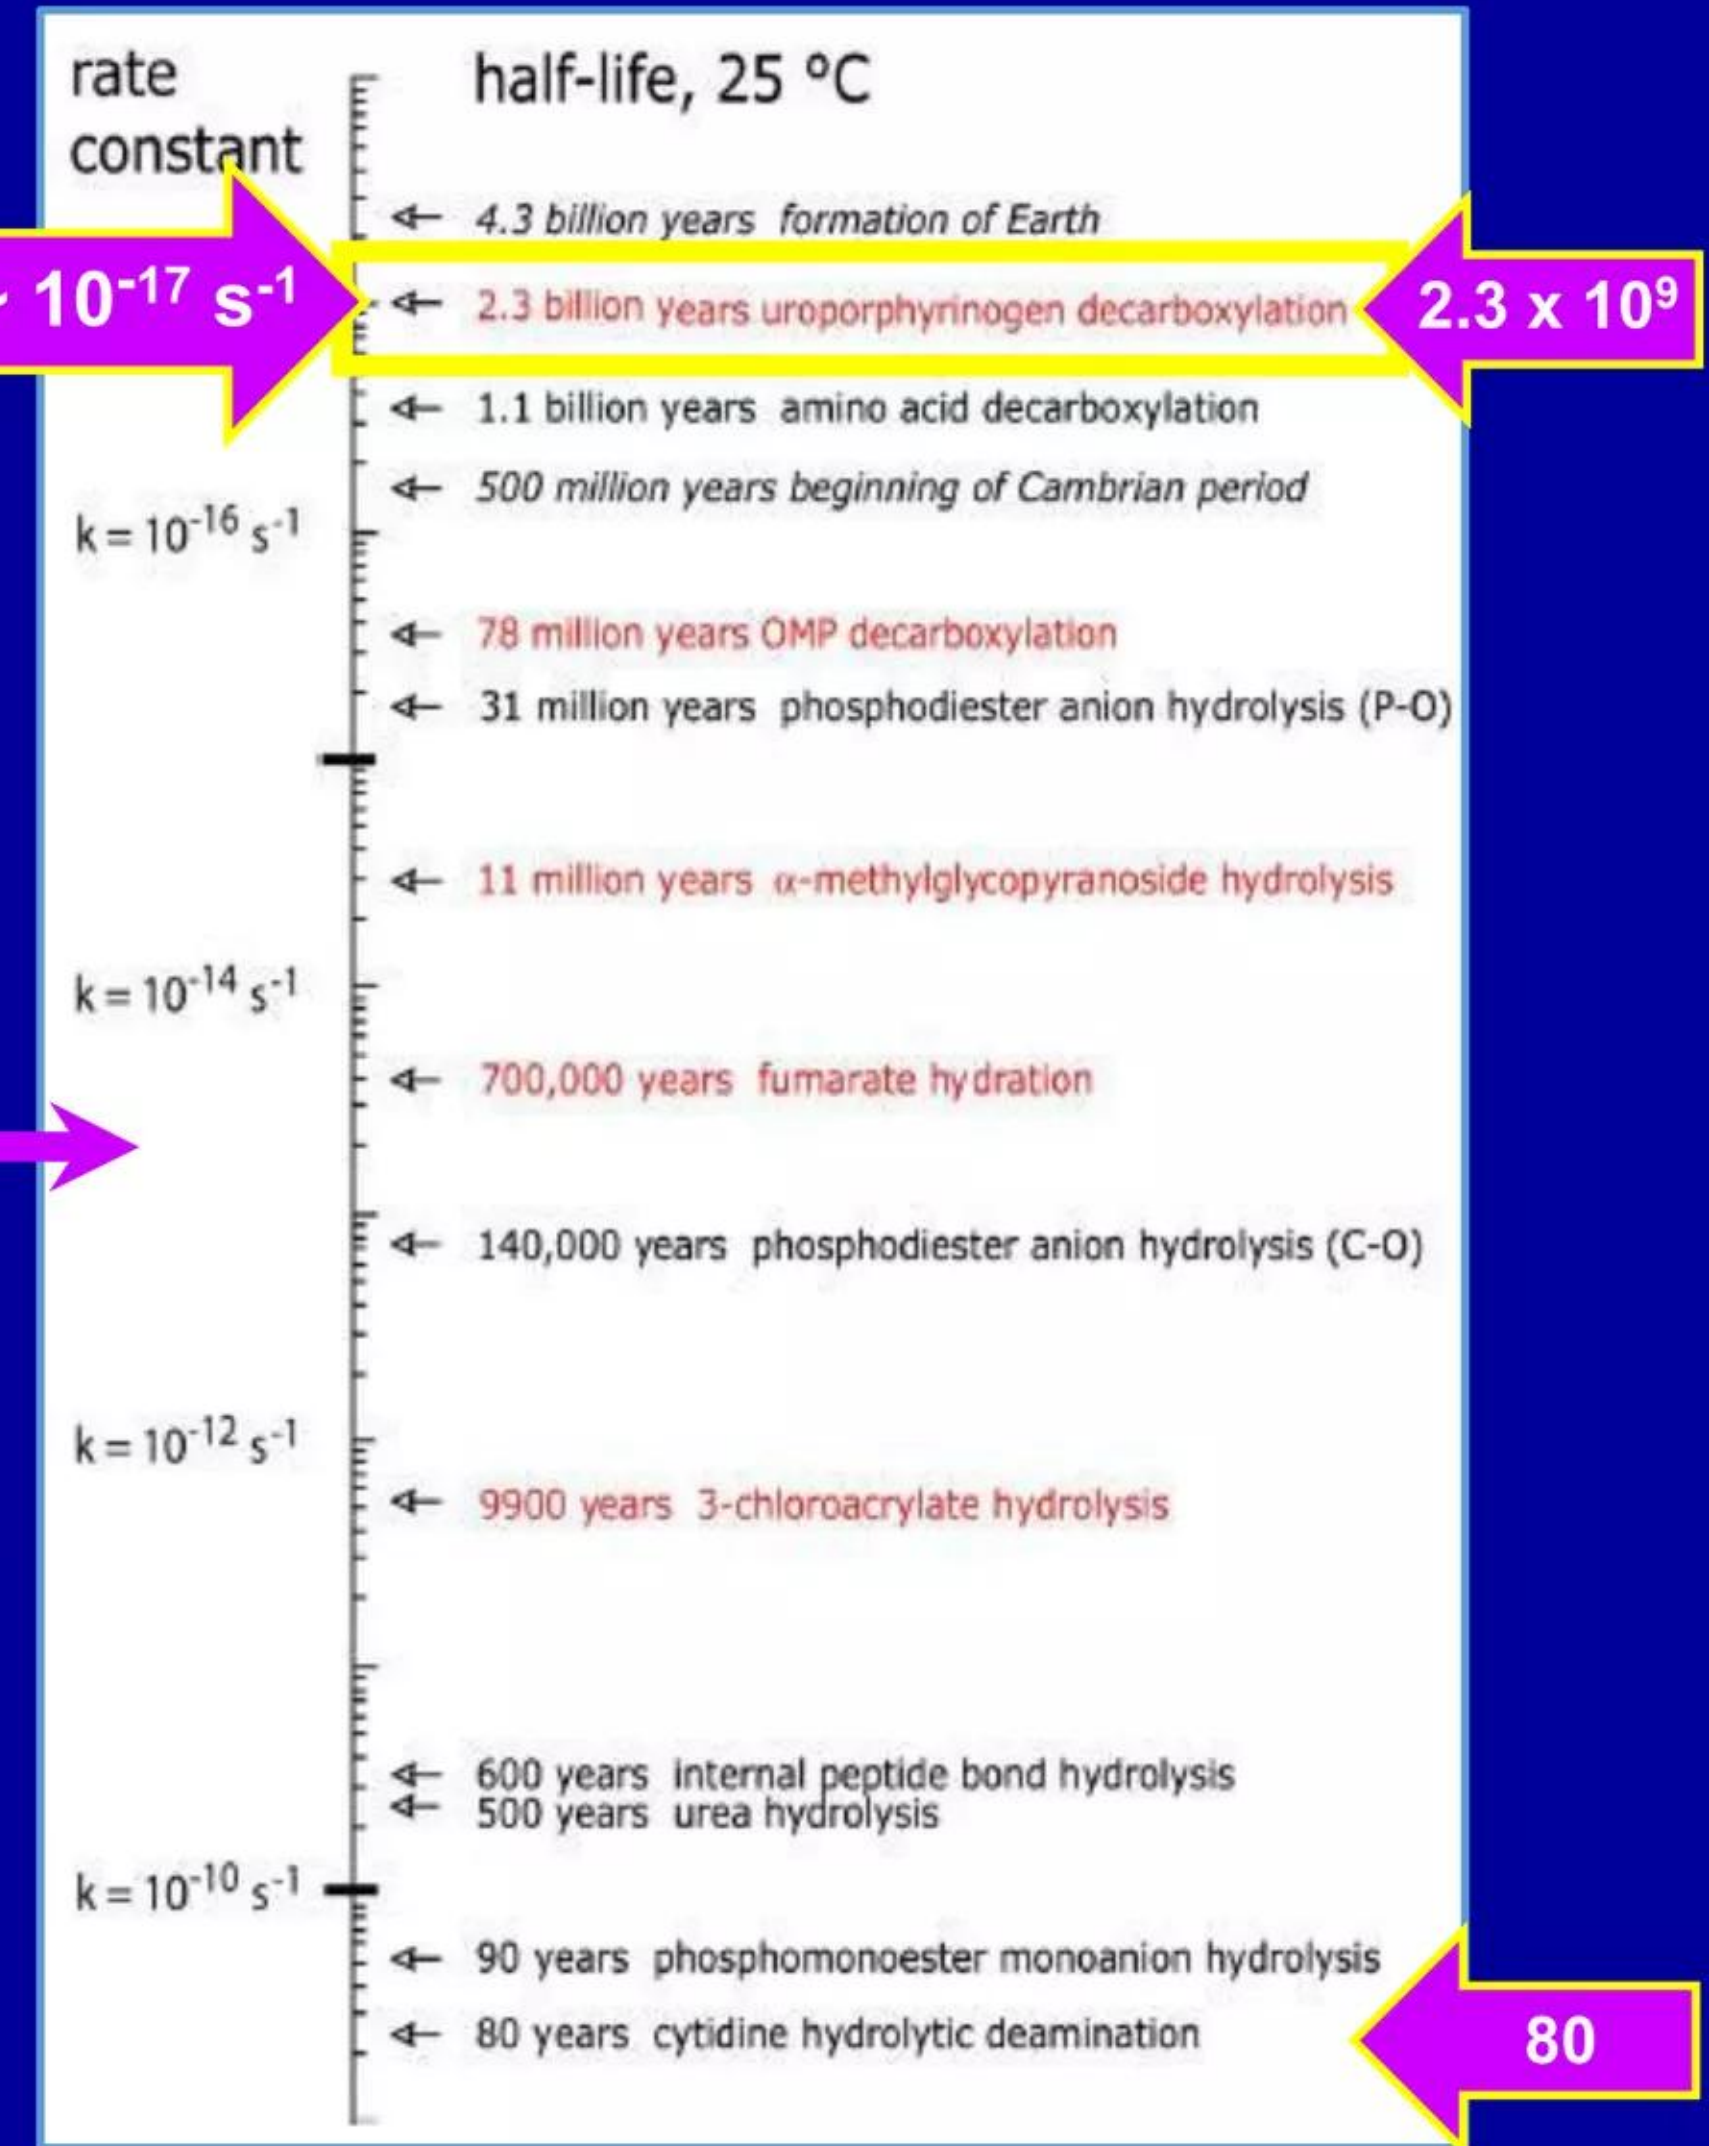 rate
constant
half-life, 25 °C
4.3 billion years formation of Earth
10⁻¹⁷ s⁻¹
2.3 billion years uroporphyrinogen decarboxylation
2.3 x 10⁹
1.1 billion years amino acid decarboxylation
500 million years beginning of Cambrian period
k = 10⁻¹⁶ s⁻¹
78 million years OMP decarboxylation
31 million years phosphodiester anion hydrolysis (P-O)
11 million years α-methylglycopyranoside hydrolysis
k = 10⁻¹⁴ s⁻¹
700,000 years fumarate hydration
140,000 years phosphodiester anion hydrolysis (C-O)
k = 10⁻¹² s⁻¹
9900 years 3-chloroacrylate hydrolysis
600 years internal peptide bond hydrolysis
500 years urea hydrolysis
k = 10⁻¹⁰ s⁻¹
90 years phosphomonoester monoanion hydrolysis
80 years cytidine hydrolytic deamination
80